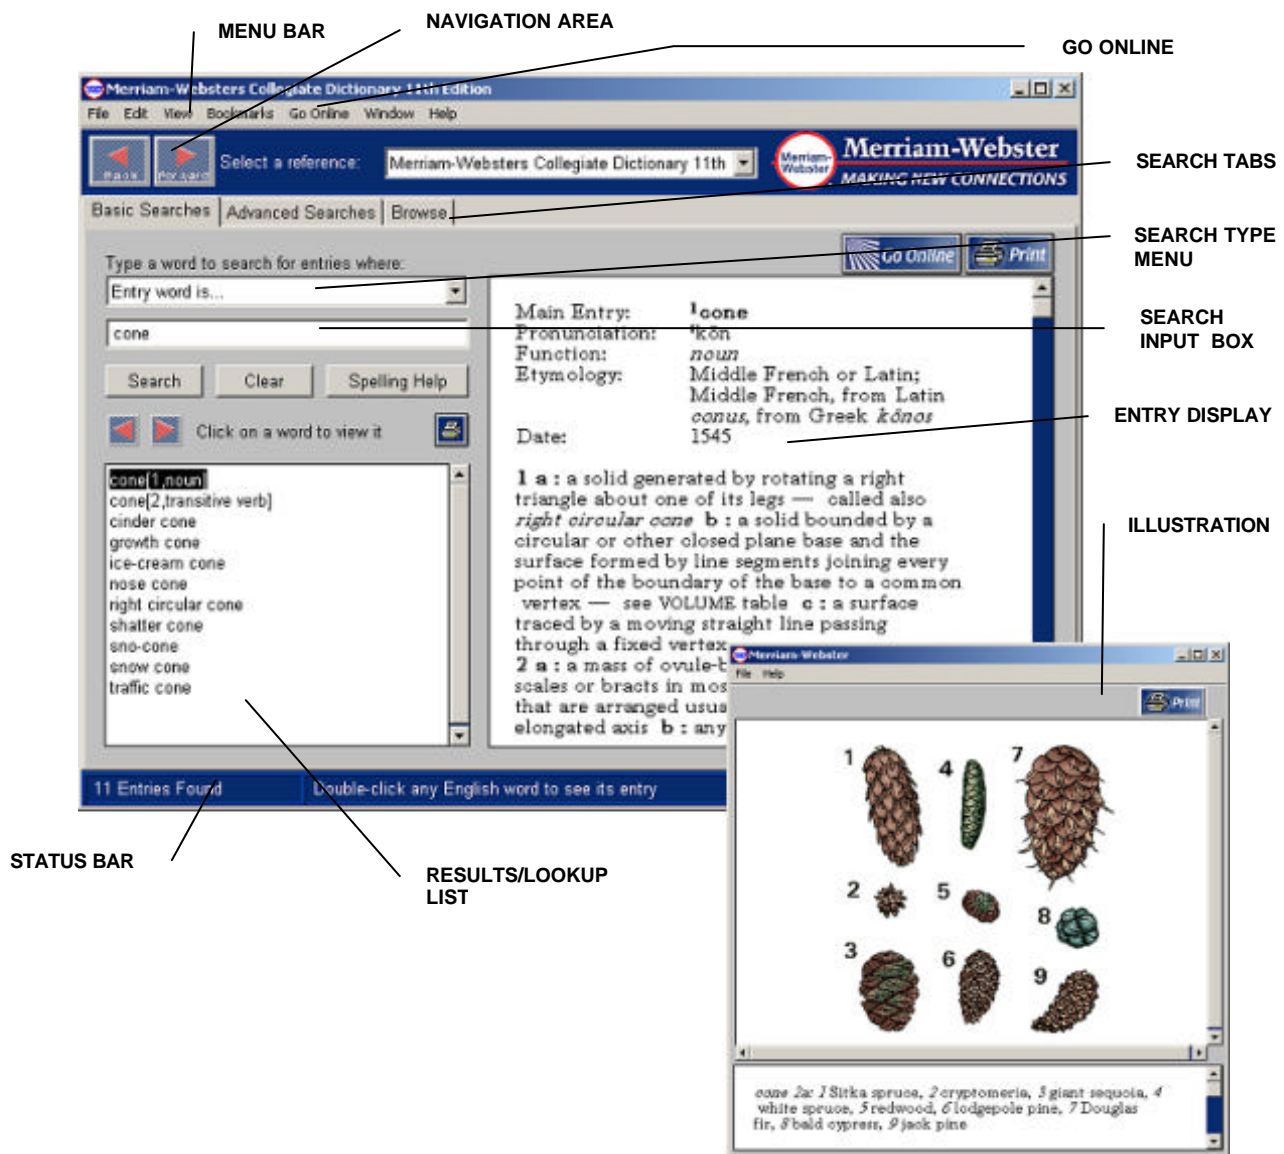 MENU BAR
NAVIGATION AREA
GO ONLINE
Merriam-Websters Collegiate Dictionary 11th Edition
File Edit View Bookmarks Go Online Window Help
Back Forward
Select a reference:
Merriam-Websters Collegiate Dictionary 11th
Merriam-Webster
Merriam-Webster
MAKING NEW CONNECTIONS
SEARCH TABS
Basic Searches Advanced Searches Browse
SEARCH TYPE
MENU
Go Online Print
Type a word to search for entries where:
Entry word is...
cone
SEARCH
INPUT BOX
Search Clear Spelling Help
Click on a word to view it
cone[1,noun]
cone[2,transitive verb]
cinder cone
growth cone
ice-cream cone
nose cone
right circular cone
shatter cone
sno-cone
snow cone
traffic cone
Main Entry: 1cone
Pronunciation: 'kōn
Function: noun
Etymology: Middle French or Latin;
Middle French, from Latin
conus, from Greek kōnos
Date: 1545
ENTRY DISPLAY
1 a : a solid generated by rotating a right
triangle about one of its legs — called also
right circular cone b : a solid bounded by a
circular or other closed plane base and the
surface formed by line segments joining every
point of the boundary of the base to a common
vertex — see VOLUME table c : a surface
traced by a moving straight line passing
through a fixed vertex
2 a : a mass of ovule-b
scales or bracts in mos
that are arranged usua
elongated axis b : any
ILLUSTRATION
11 Entries Found Double-click any English word to see its entry
STATUS BAR
RESULTS/LOOKUP
LIST
Merriam-Webster
File Help
Print
1 4 7
2 5 8
3 6 9
cone 2a: 1 Sitka spruce, 2 cryptomeria, 3 giant sequoia, 4
white spruce, 5 redwood, 6 lodgepole pine, 7 Douglas
fir, 8 bald cypress, 9 jack pine